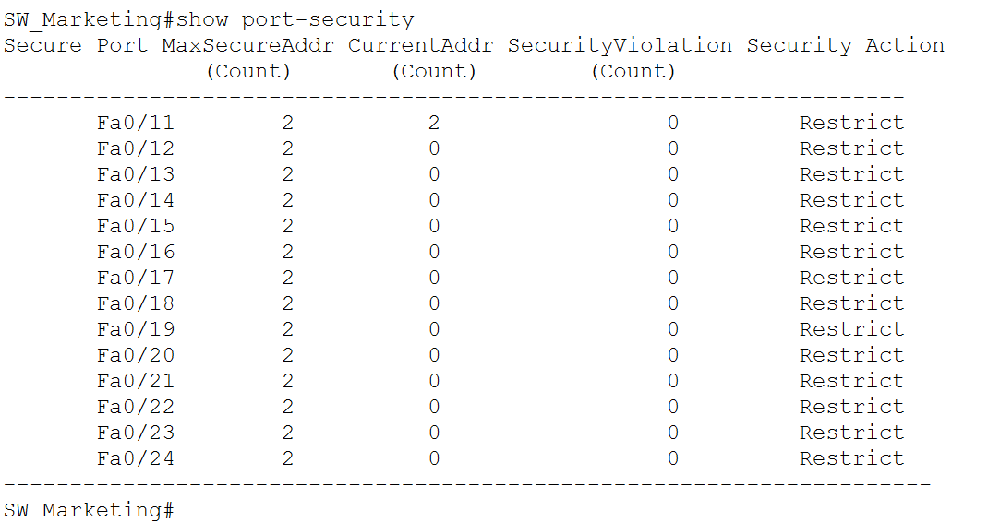 SW_Marketing#show port-security
Secure Port MaxSecureAddr CurrentAddr SecurityViolation Security Action
(Count) (Count) (Count)
--------------------------------------------------------------------
Fa0/11 2 2 0 Restrict
Fa0/12 2 0 0 Restrict
Fa0/13 2 0 0 Restrict
Fa0/14 2 0 0 Restrict
Fa0/15 2 0 0 Restrict
Fa0/16 2 0 0 Restrict
Fa0/17 2 0 0 Restrict
Fa0/18 2 0 0 Restrict
Fa0/19 2 0 0 Restrict
Fa0/20 2 0 0 Restrict
Fa0/21 2 0 0 Restrict
Fa0/22 2 0 0 Restrict
Fa0/23 2 0 0 Restrict
Fa0/24 2 0 0 Restrict
----------------------------------------------------------------------
SW_Marketing#